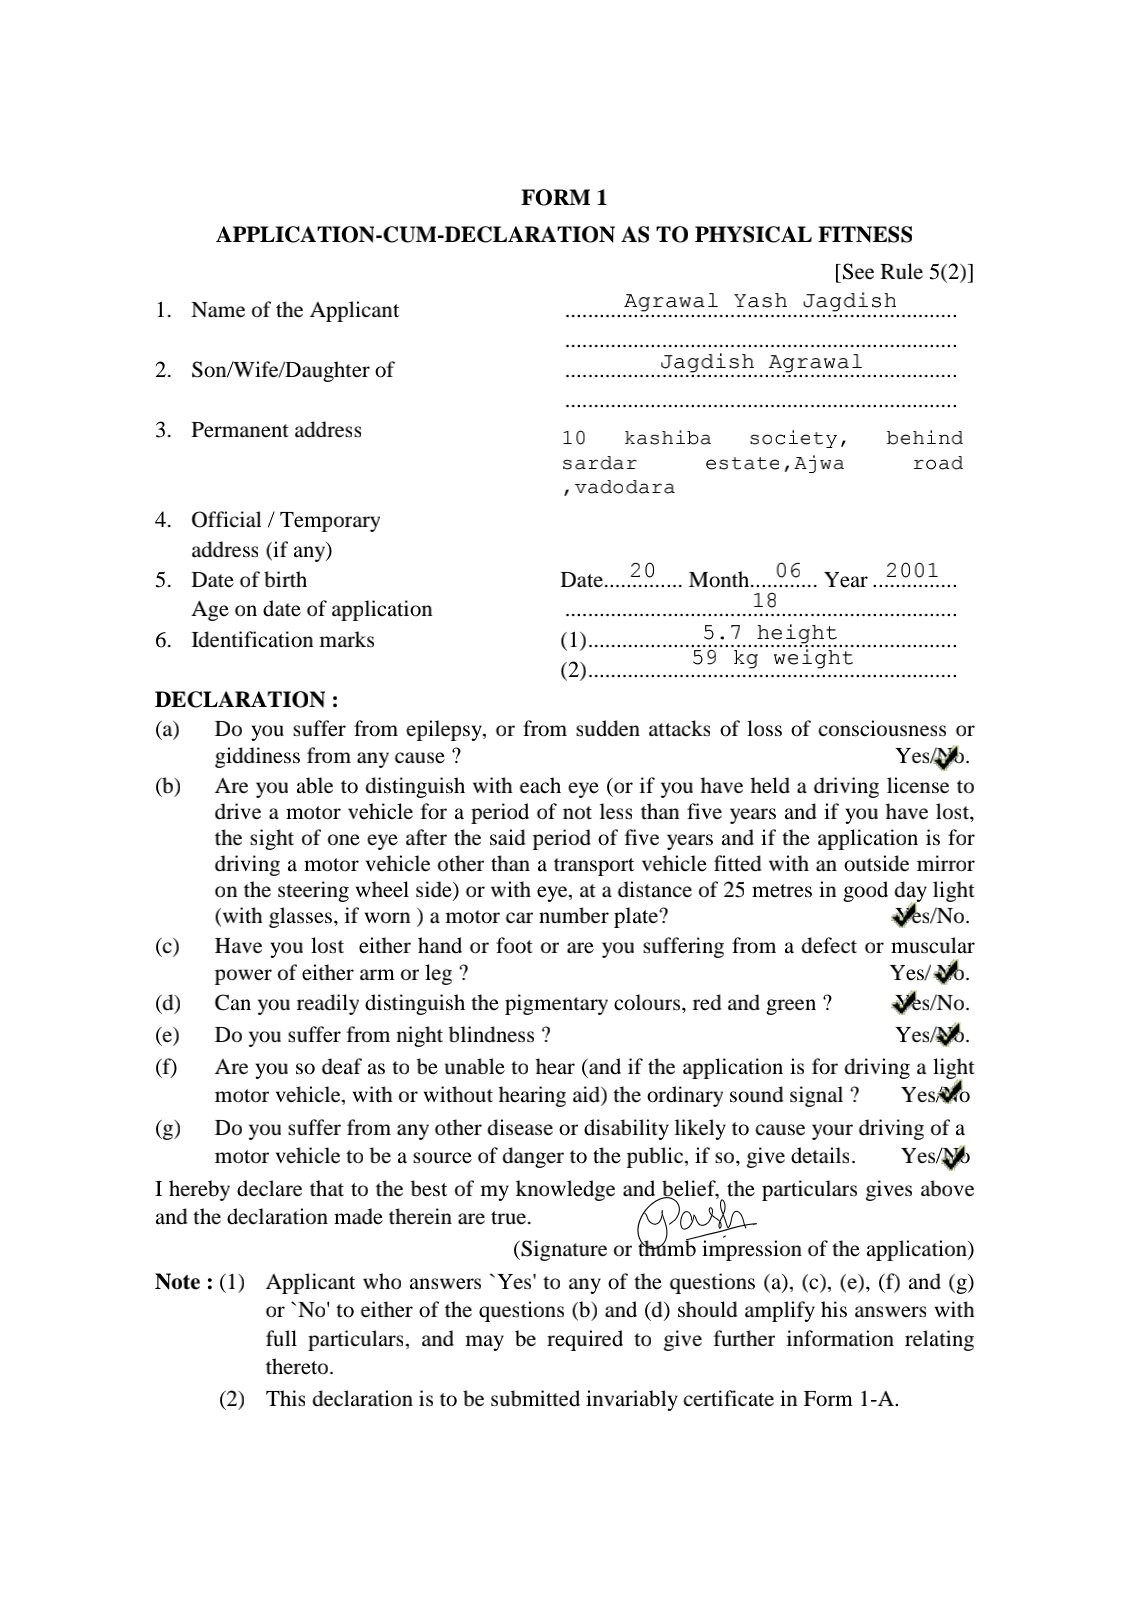 FORM 1
APPLICATION-CUM-DECLARATION AS TO PHYSICAL FITNESS
[See Rule 5(2)]
1. Name of the Applicant Agrawal Yash Jagdish
2. Son/Wife/Daughter of Jagdish Agrawal
3. Permanent address 10 kashiba society, behind
sardar estate,Ajwa road
,vadodara
4. Official / Temporary
address (if any)
5. Date of birth Date.....20..... Month.....06..... Year .....2001.....
Age on date of application 18
6. Identification marks (1).....5.7 height.....
(2).....59 kg weight.....
DECLARATION :
(a) Do you suffer from epilepsy, or from sudden attacks of loss of consciousness or
giddiness from any cause ? Yes/No.
(b) Are you able to distinguish with each eye (or if you have held a driving license to
drive a motor vehicle for a period of not less than five years and if you have lost,
the sight of one eye after the said period of five years and if the application is for
driving a motor vehicle other than a transport vehicle fitted with an outside mirror
on the steering wheel side) or with eye, at a distance of 25 metres in good day light
(with glasses, if worn ) a motor car number plate? Yes/No.
(c) Have you lost either hand or foot or are you suffering from a defect or muscular
power of either arm or leg ? Yes/ No.
(d) Can you readily distinguish the pigmentary colours, red and green ? Yes/No.
(e) Do you suffer from night blindness ? Yes/No.
(f) Are you so deaf as to be unable to hear (and if the application is for driving a light
motor vehicle, with or without hearing aid) the ordinary sound signal ? Yes/No
(g) Do you suffer from any other disease or disability likely to cause your driving of a
motor vehicle to be a source of danger to the public, if so, give details. Yes/No
I hereby declare that to the best of my knowledge and belief, the particulars gives above
and the declaration made therein are true. Yash
(Signature or thumb impression of the application)
Note : (1) Applicant who answers `Yes' to any of the questions (a), (c), (e), (f) and (g)
or `No' to either of the questions (b) and (d) should amplify his answers with
full particulars, and may be required to give further information relating
thereto.
(2) This declaration is to be submitted invariably certificate in Form 1-A.